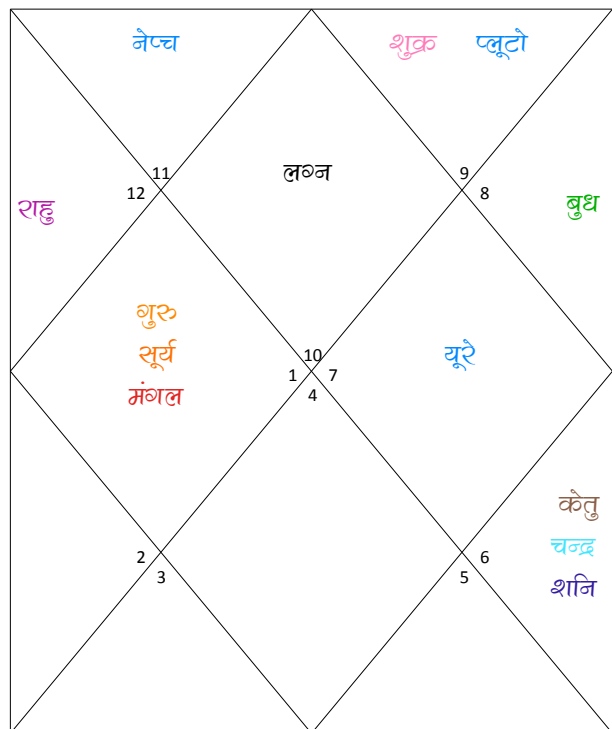 नेप्च
शुक्र प्लूटो
11
लग्न
9
12
8
राहु
बुध
गुरु
सूर्य
मंगल
10
यूरे
1 7
4
केतु
चन्द्र
शनि
2
6
3
5